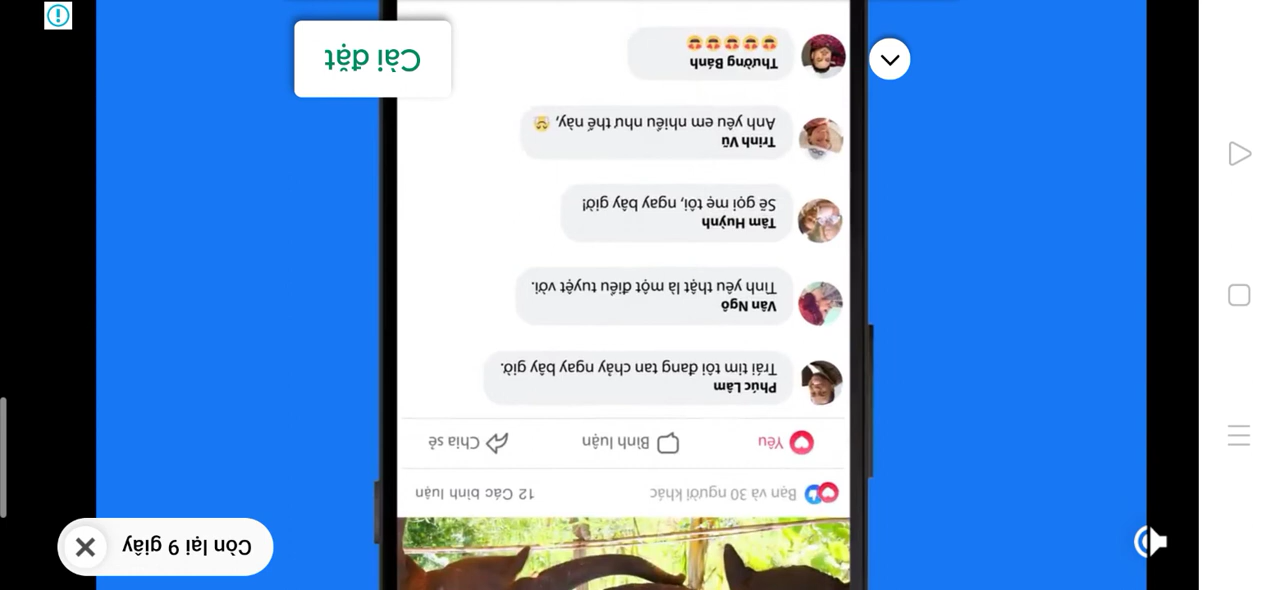 Còn lại 9 giây
Bạn và 30 người khác
12 Các bình luận
Yêu
Bình luận
Chia sẻ
Phúc Lâm
Trái tim tôi đang tan chảy ngay bây giờ.
Vân Ngô
Tình yêu thật là một điều tuyệt vời.
Tâm Huỳnh
Sẽ gọi mẹ tôi, ngay bây giờ!
Trinh Vũ
Anh yêu em nhiều như thế này, 🤯
Thường Bánh
🥰🥰🥰🥰🥰
Cài đặt